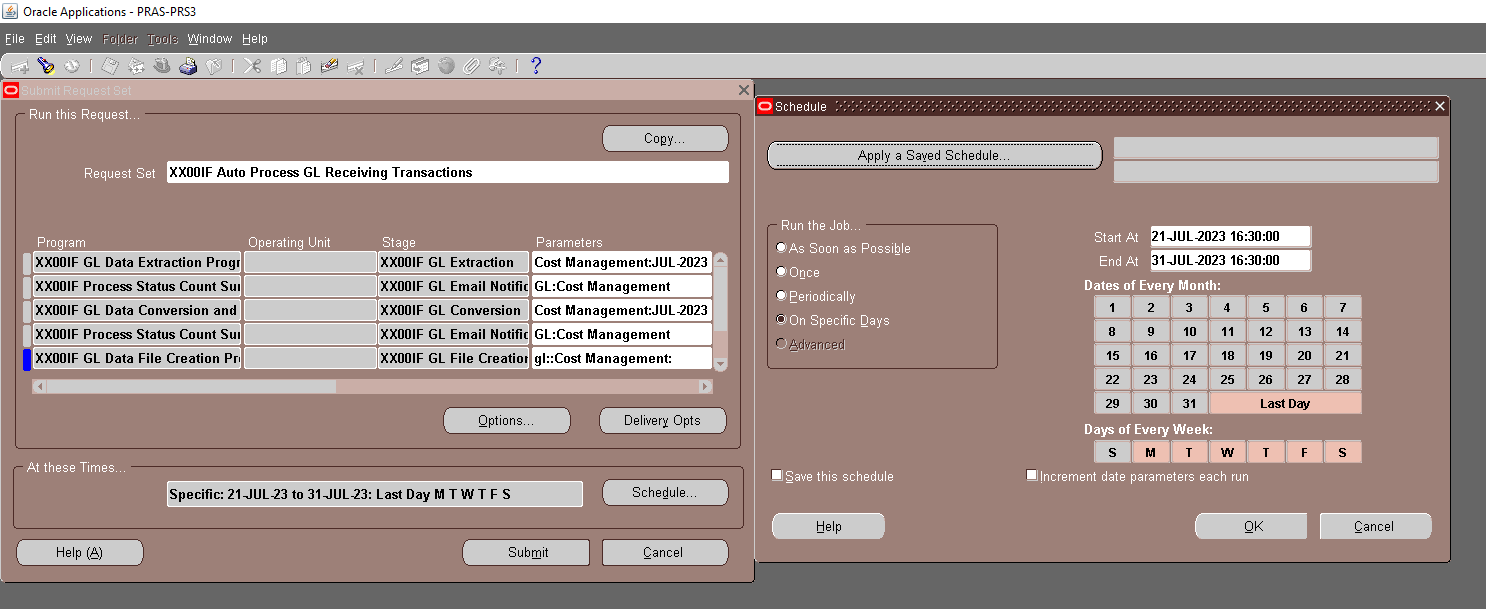 Oracle Applications - PRAS-PRS3
File Edit View Folder Tools Window Help
Submit Request Set
Run this Request...
Copy...
Request Set XX00IF Auto Process GL Receiving Transactions
Program Operating Unit Stage Parameters
XX00IF GL Data Extraction Progr XX00IF GL Extraction Cost Management:JUL-2023
XX00IF Process Status Count Sur XX00IF GL Email Notific GL:Cost Management
XX00IF GL Data Conversion and XX00IF GL Conversion Cost Management:JUL-2023
XX00IF Process Status Count Sur XX00IF GL Email Notific GL:Cost Management
XX00IF GL Data File Creation Pr XX00IF GL File Creation gl::Cost Management:
Options... Delivery Opts
At these Times...
Specific: 21-JUL-23 to 31-JUL-23: Last Day M T W T F S Schedule...
Help (A) Submit Cancel
Schedule
Apply a Saved Schedule...
Run the Job...
As Soon as Possible
Once
Periodically
On Specific Days
Advanced
Start At 21-JUL-2023 16:30:00
End At 31-JUL-2023 16:30:00
Dates of Every Month:
1 2 3 4 5 6 7
8 9 10 11 12 13 14
15 16 17 18 19 20 21
22 23 24 25 26 27 28
29 30 31 Last Day
Days of Every Week:
S M T W T F S
Save this schedule Increment date parameters each run
Help OK Cancel